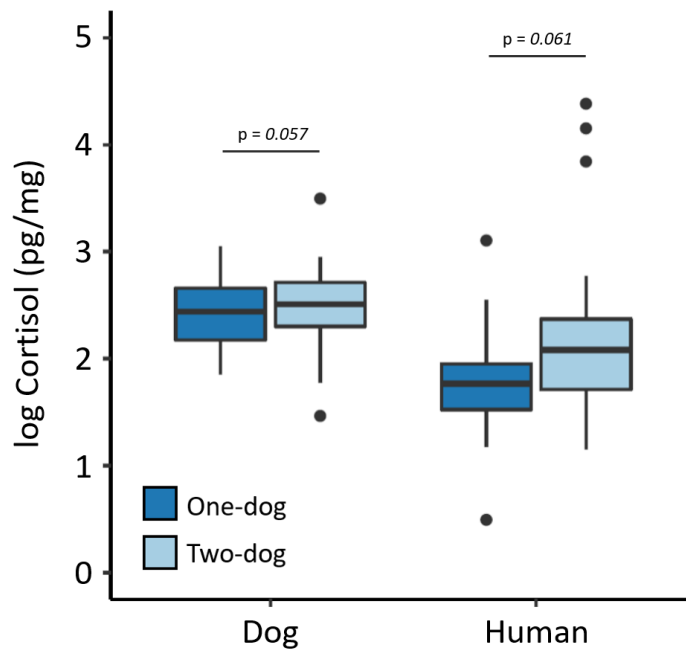 5
p = 0.061
p = 0.057
4
log Cortisol (pg/mg)
3
2
1
One-dog
Two-dog
0
Dog
Human